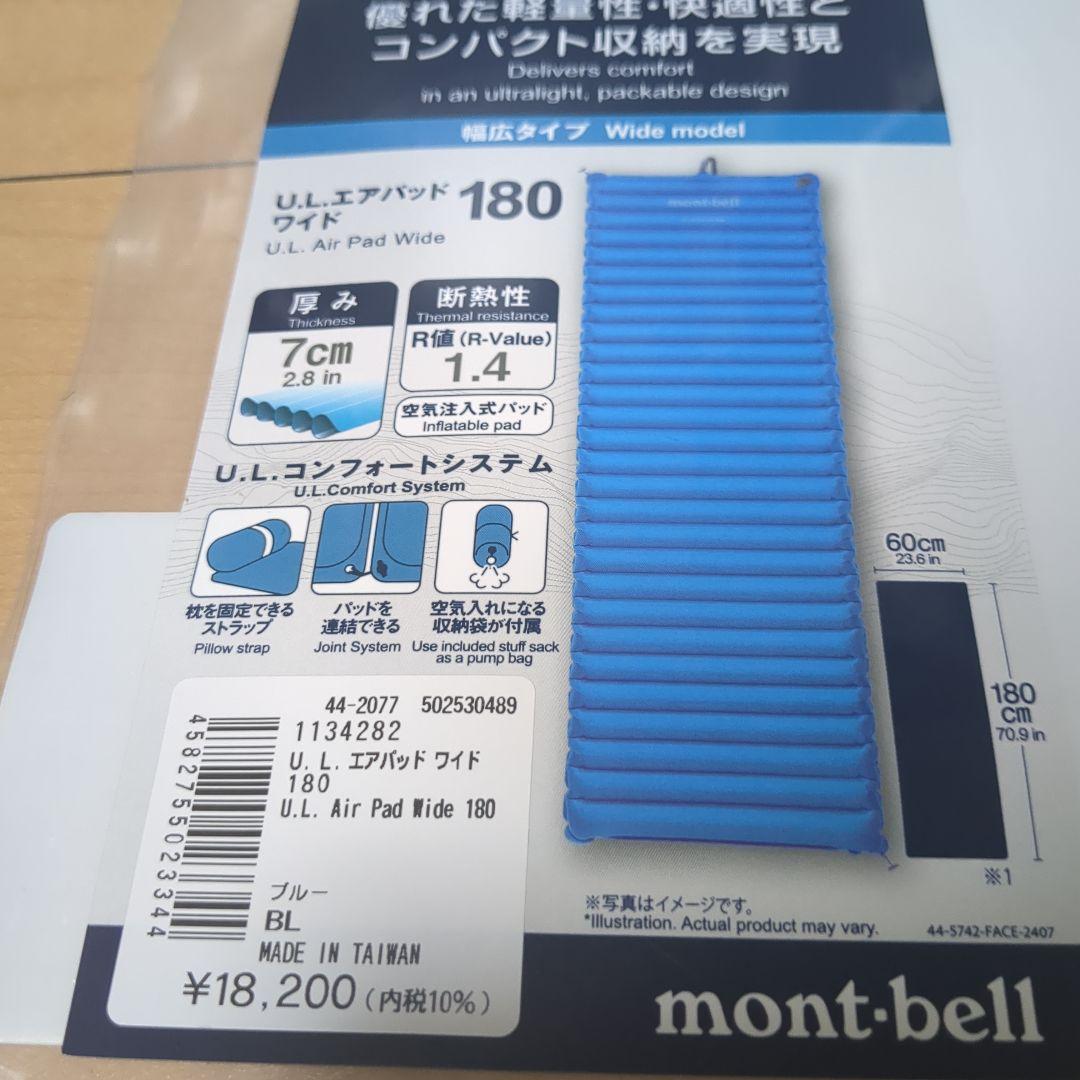 優れた軽量性・快適性と
コンパクト収納を実現
Delivers comfort
in an ultralight, packable design
幅広タイプ Wide model
U.L.エアパッド 180
ワイド
U.L. Air Pad Wide
厚み
Thickness
7cm
2.8 in
断熱性
Thermal resistance
R値(R-Value)
1.4
空気注入式パッド
Inflatable pad
mont-bell
U.L.コンフォートシステム
U.L.Comfort System
枕を固定できる
ストラップ
Pillow strap
パッドを
連結できる
Joint System
空気入れになる
収納袋が付属
Use included stuff sack
as a pump bag
60cm
23.6 in
180
cm
70.9 in
※1
44-2077 502530489
1134282
U.L.エアパッド ワイド
180
U.L. Air Pad Wide 180
4582755023344
ブルー
BL
MADE IN TAIWAN
¥18,200(内税10%)
※写真はイメージです。
*Illustration. Actual product may vary.
44-5742-FACE-2407
mont-bell